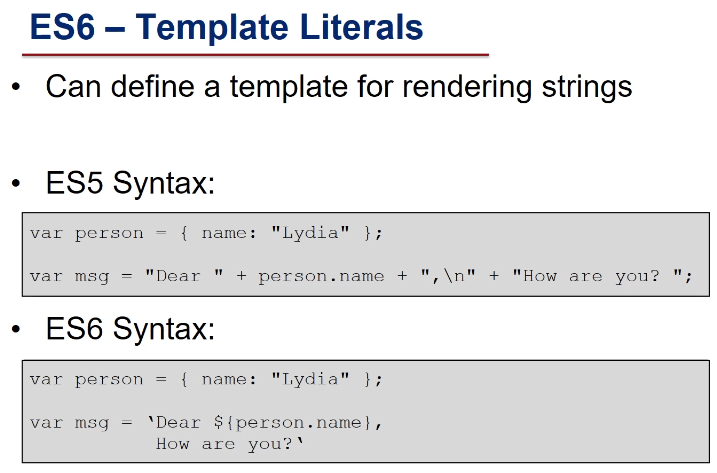 ES6 – Template Literals
• Can define a template for rendering strings
• ES5 Syntax:
var person = { name: "Lydia" };
var msg = "Dear " + person.name + ",\n" + "How are you? ";
• ES6 Syntax:
var person = { name: "Lydia" };
var msg = ‵Dear ${person.name},
How are you?‵